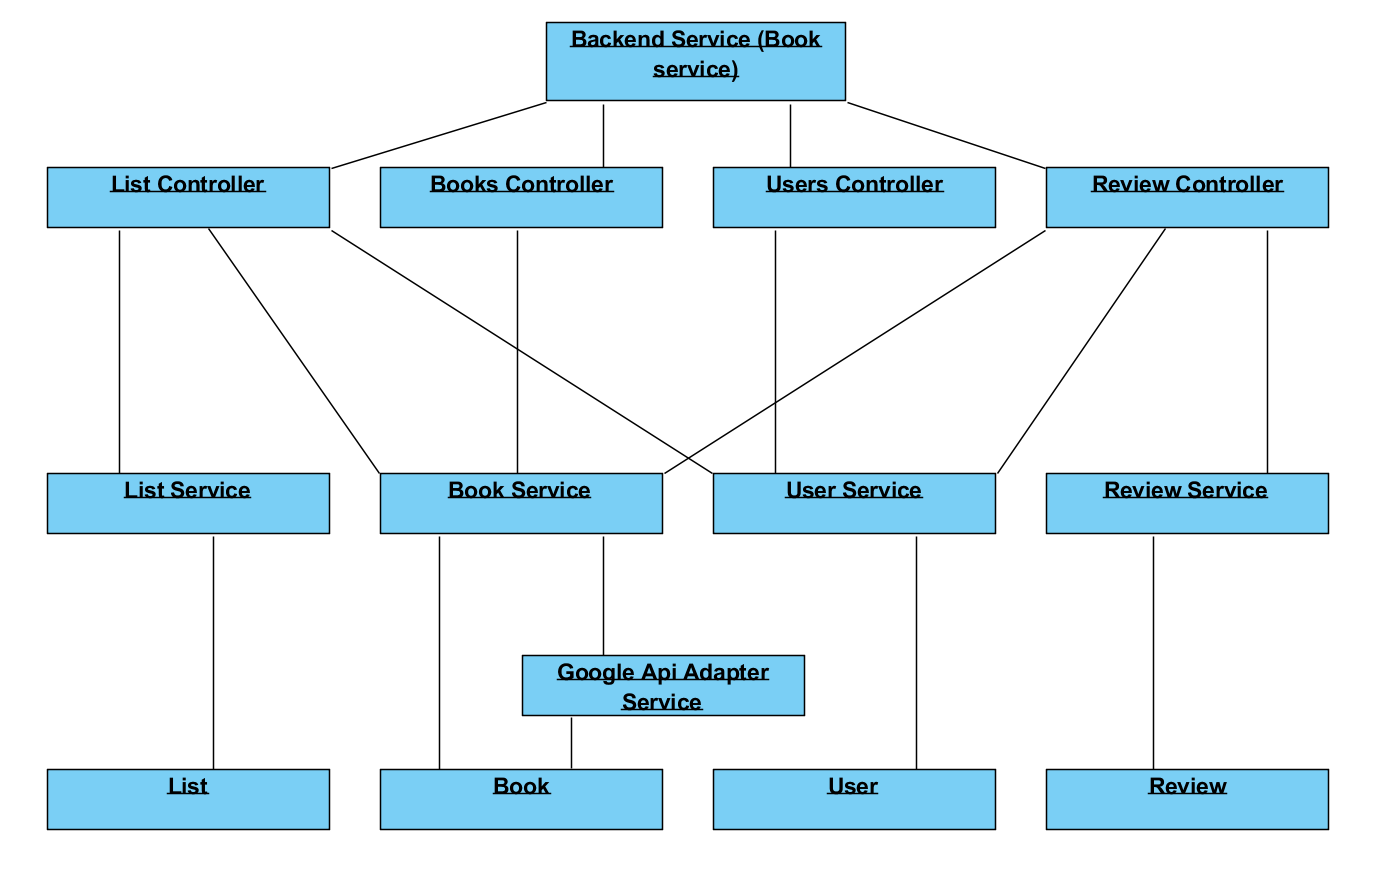 Backend Service (Book
service)
List Controller
Books Controller
Users Controller
Review Controller
List Service
Book Service
User Service
Review Service
Google Api Adapter
Service
List
Book
User
Review